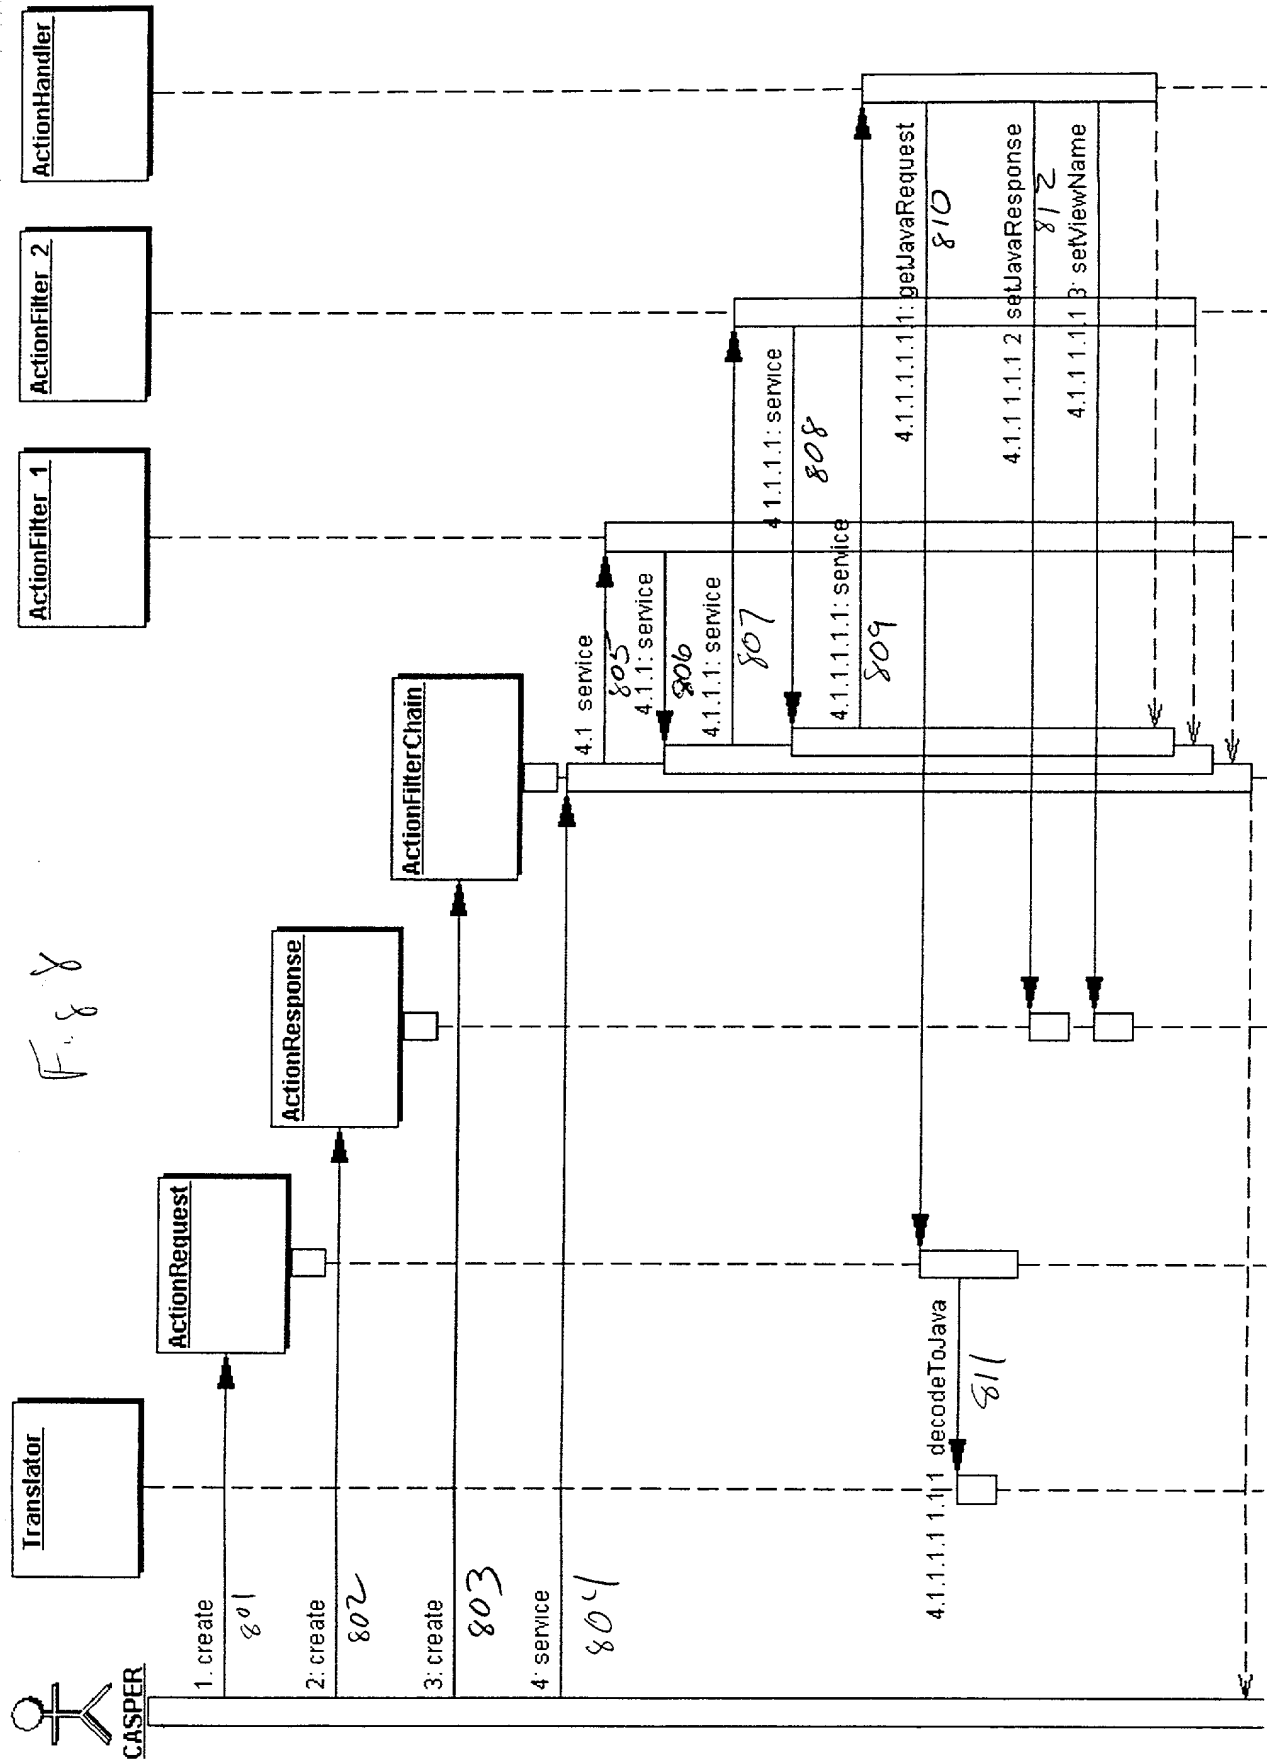 Fig 8
CASPER
Translator
ActionRequest
ActionResponse
ActionFilterChain
ActionFilter 1
ActionFilter 2
ActionHandler
1. create
801
2: create
802
3: create
803
4: service
804
4.1 service
805
4.1.1: service
806
4.1.1.1: service
807
4 1.1.1.1: service
808
4.1.1.1.1.1: service
809
4.1.1.1.1.1.1: getJavaRequest
810
4.1.1.1.1 1.1 1 decodeToJava
811
4.1.1 1.1.1 2 setJavaResponse
812
4.1.1 1.1.1 3: setViewName